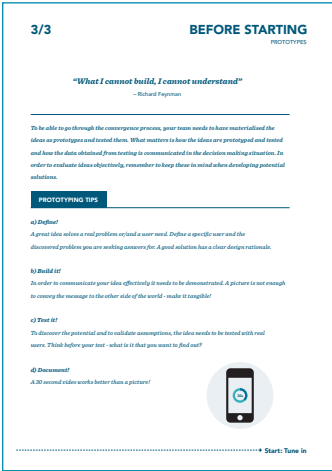 3/3
BEFORE STARTING
PROTOTYPES
“What I cannot build, I cannot understand”
– Richard Feynman
To be able to go through the convergence process, your team needs to have materialised the
ideas as prototypes and tested them. What matters is how the ideas are protyped and tested
and how the data obtained from testing is communicated in the decision making situation. In
order to evaluate ideas objectively, remember to keep these in mind when developing potential
solutions.
PROTOTYPING TIPS
a) Define!
A great idea solves a real problem or/and a user need. Define a specific user and the
discovered problem you are seeking answers for. A good solution has a clear design rationale.
b) Build it!
In order to communicate your idea effectively it needs to be demonstrated. A picture is not enough
to convey the message to the other side of the world - make it tangible!
c) Test it!
To discover the potential and to validate assumptions, the idea needs to be tested with real
users. Think before your test - what is it that you want to find out?
d) Document!
A 30 second video works better than a picture!
30s
Start: Tune in